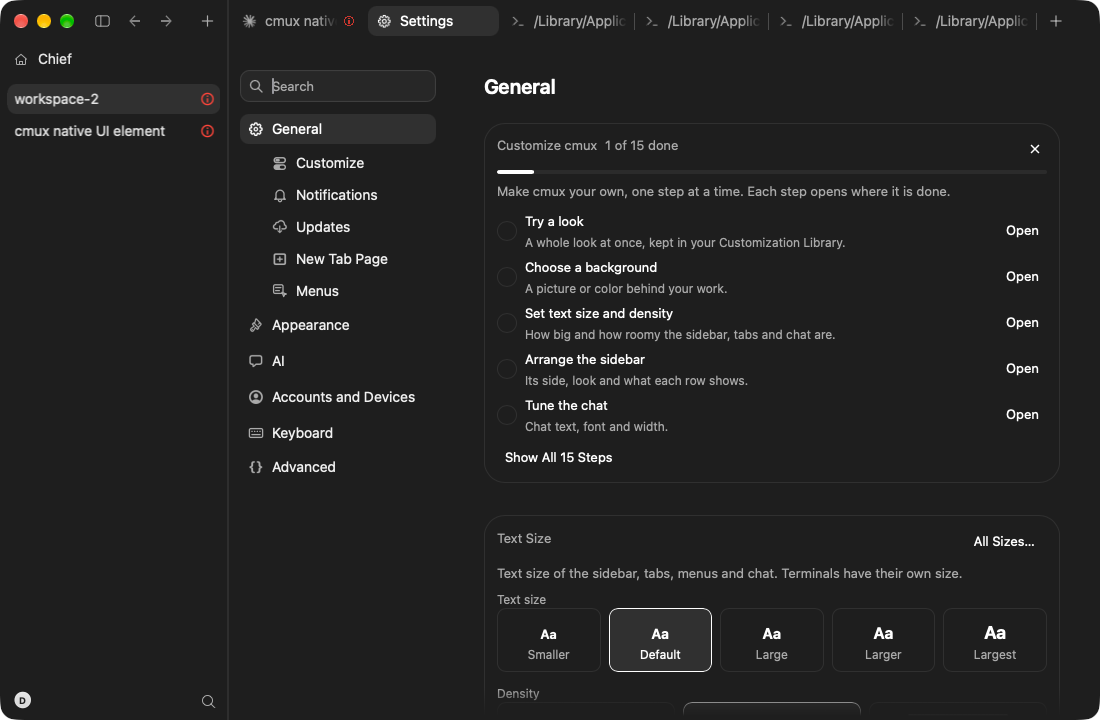 cmux nativ
Settings
/Library/Applic
/Library/Applic
/Library/Applic
/Library/Applic
Chief
workspace-2
cmux native UI element
D
Search
General
Customize
Notifications
Updates
New Tab Page
Menus
Appearance
AI
Accounts and Devices
Keyboard
Advanced
General
Customize cmux 1 of 15 done
Make cmux your own, one step at a time. Each step opens where it is done.
Try a look
A whole look at once, kept in your Customization Library.
Open
Choose a background
A picture or color behind your work.
Open
Set text size and density
How big and how roomy the sidebar, tabs and chat are.
Open
Arrange the sidebar
Its side, look and what each row shows.
Open
Tune the chat
Chat text, font and width.
Open
Show All 15 Steps
Text Size
All Sizes...
Text size of the sidebar, tabs, menus and chat. Terminals have their own size.
Text size
Aa Aa Aa Aa Aa
Smaller Default Large Larger Largest
Density